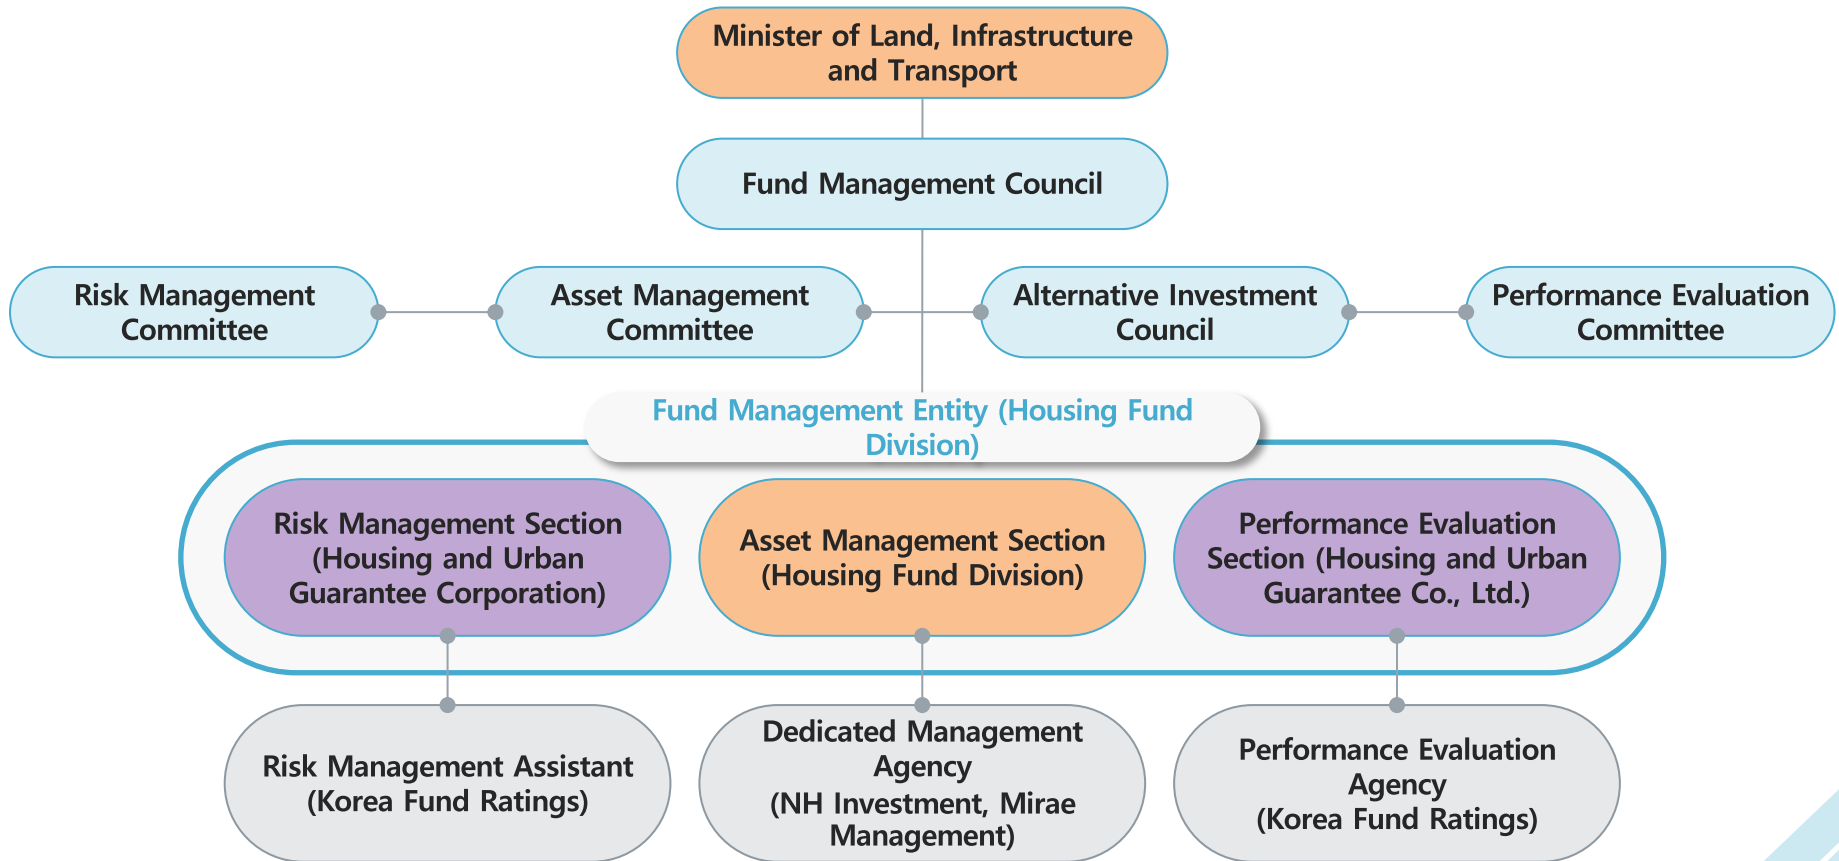 Minister of Land, Infrastructure
and Transport
Fund Management Council
Risk Management
Committee
Asset Management
Committee
Alternative Investment
Council
Performance Evaluation
Committee
Fund Management Entity (Housing Fund
Division)
Risk Management Section
(Housing and Urban
Guarantee Corporation)
Asset Management Section
(Housing Fund Division)
Performance Evaluation
Section (Housing and Urban
Guarantee Co., Ltd.)
Risk Management Assistant
(Korea Fund Ratings)
Dedicated Management
Agency
(NH Investment, Mirae
Management)
Performance Evaluation
Agency
(Korea Fund Ratings)